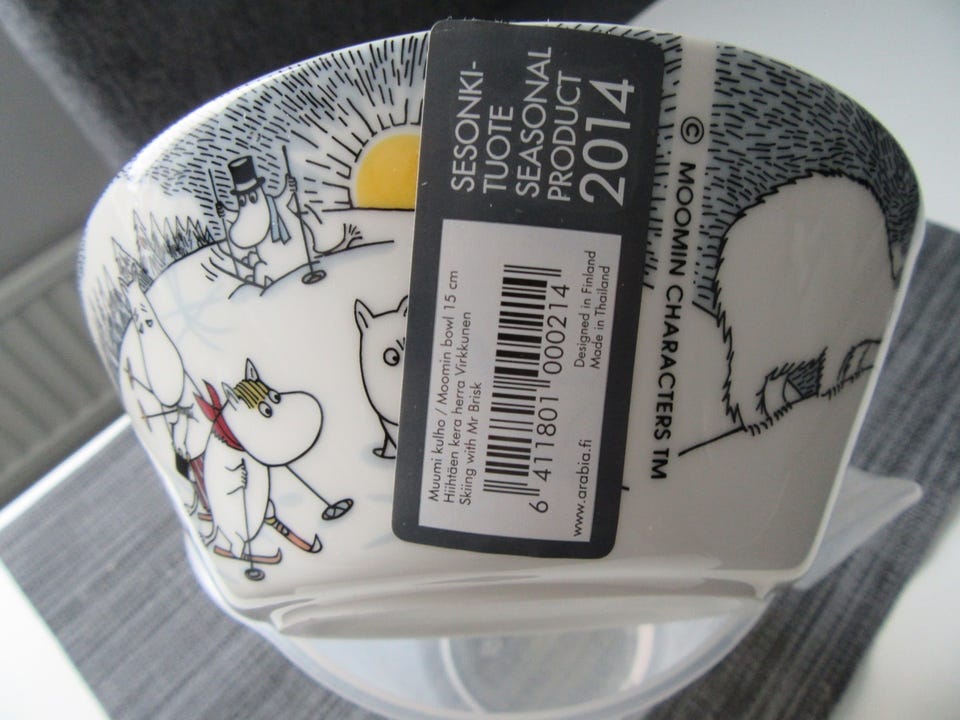 SESONKI-
TUOTE
SEASONAL
PRODUCT
2014
Muumi kulho / Moomin bowl 15 cm
Hiihtäen kera herra Virkkunen
Skiing with Mr Brisk
6 411801 000214
Designed in Finland
Made in Thailand
www.arabia.fi
© MOOMIN CHARACTERS TM